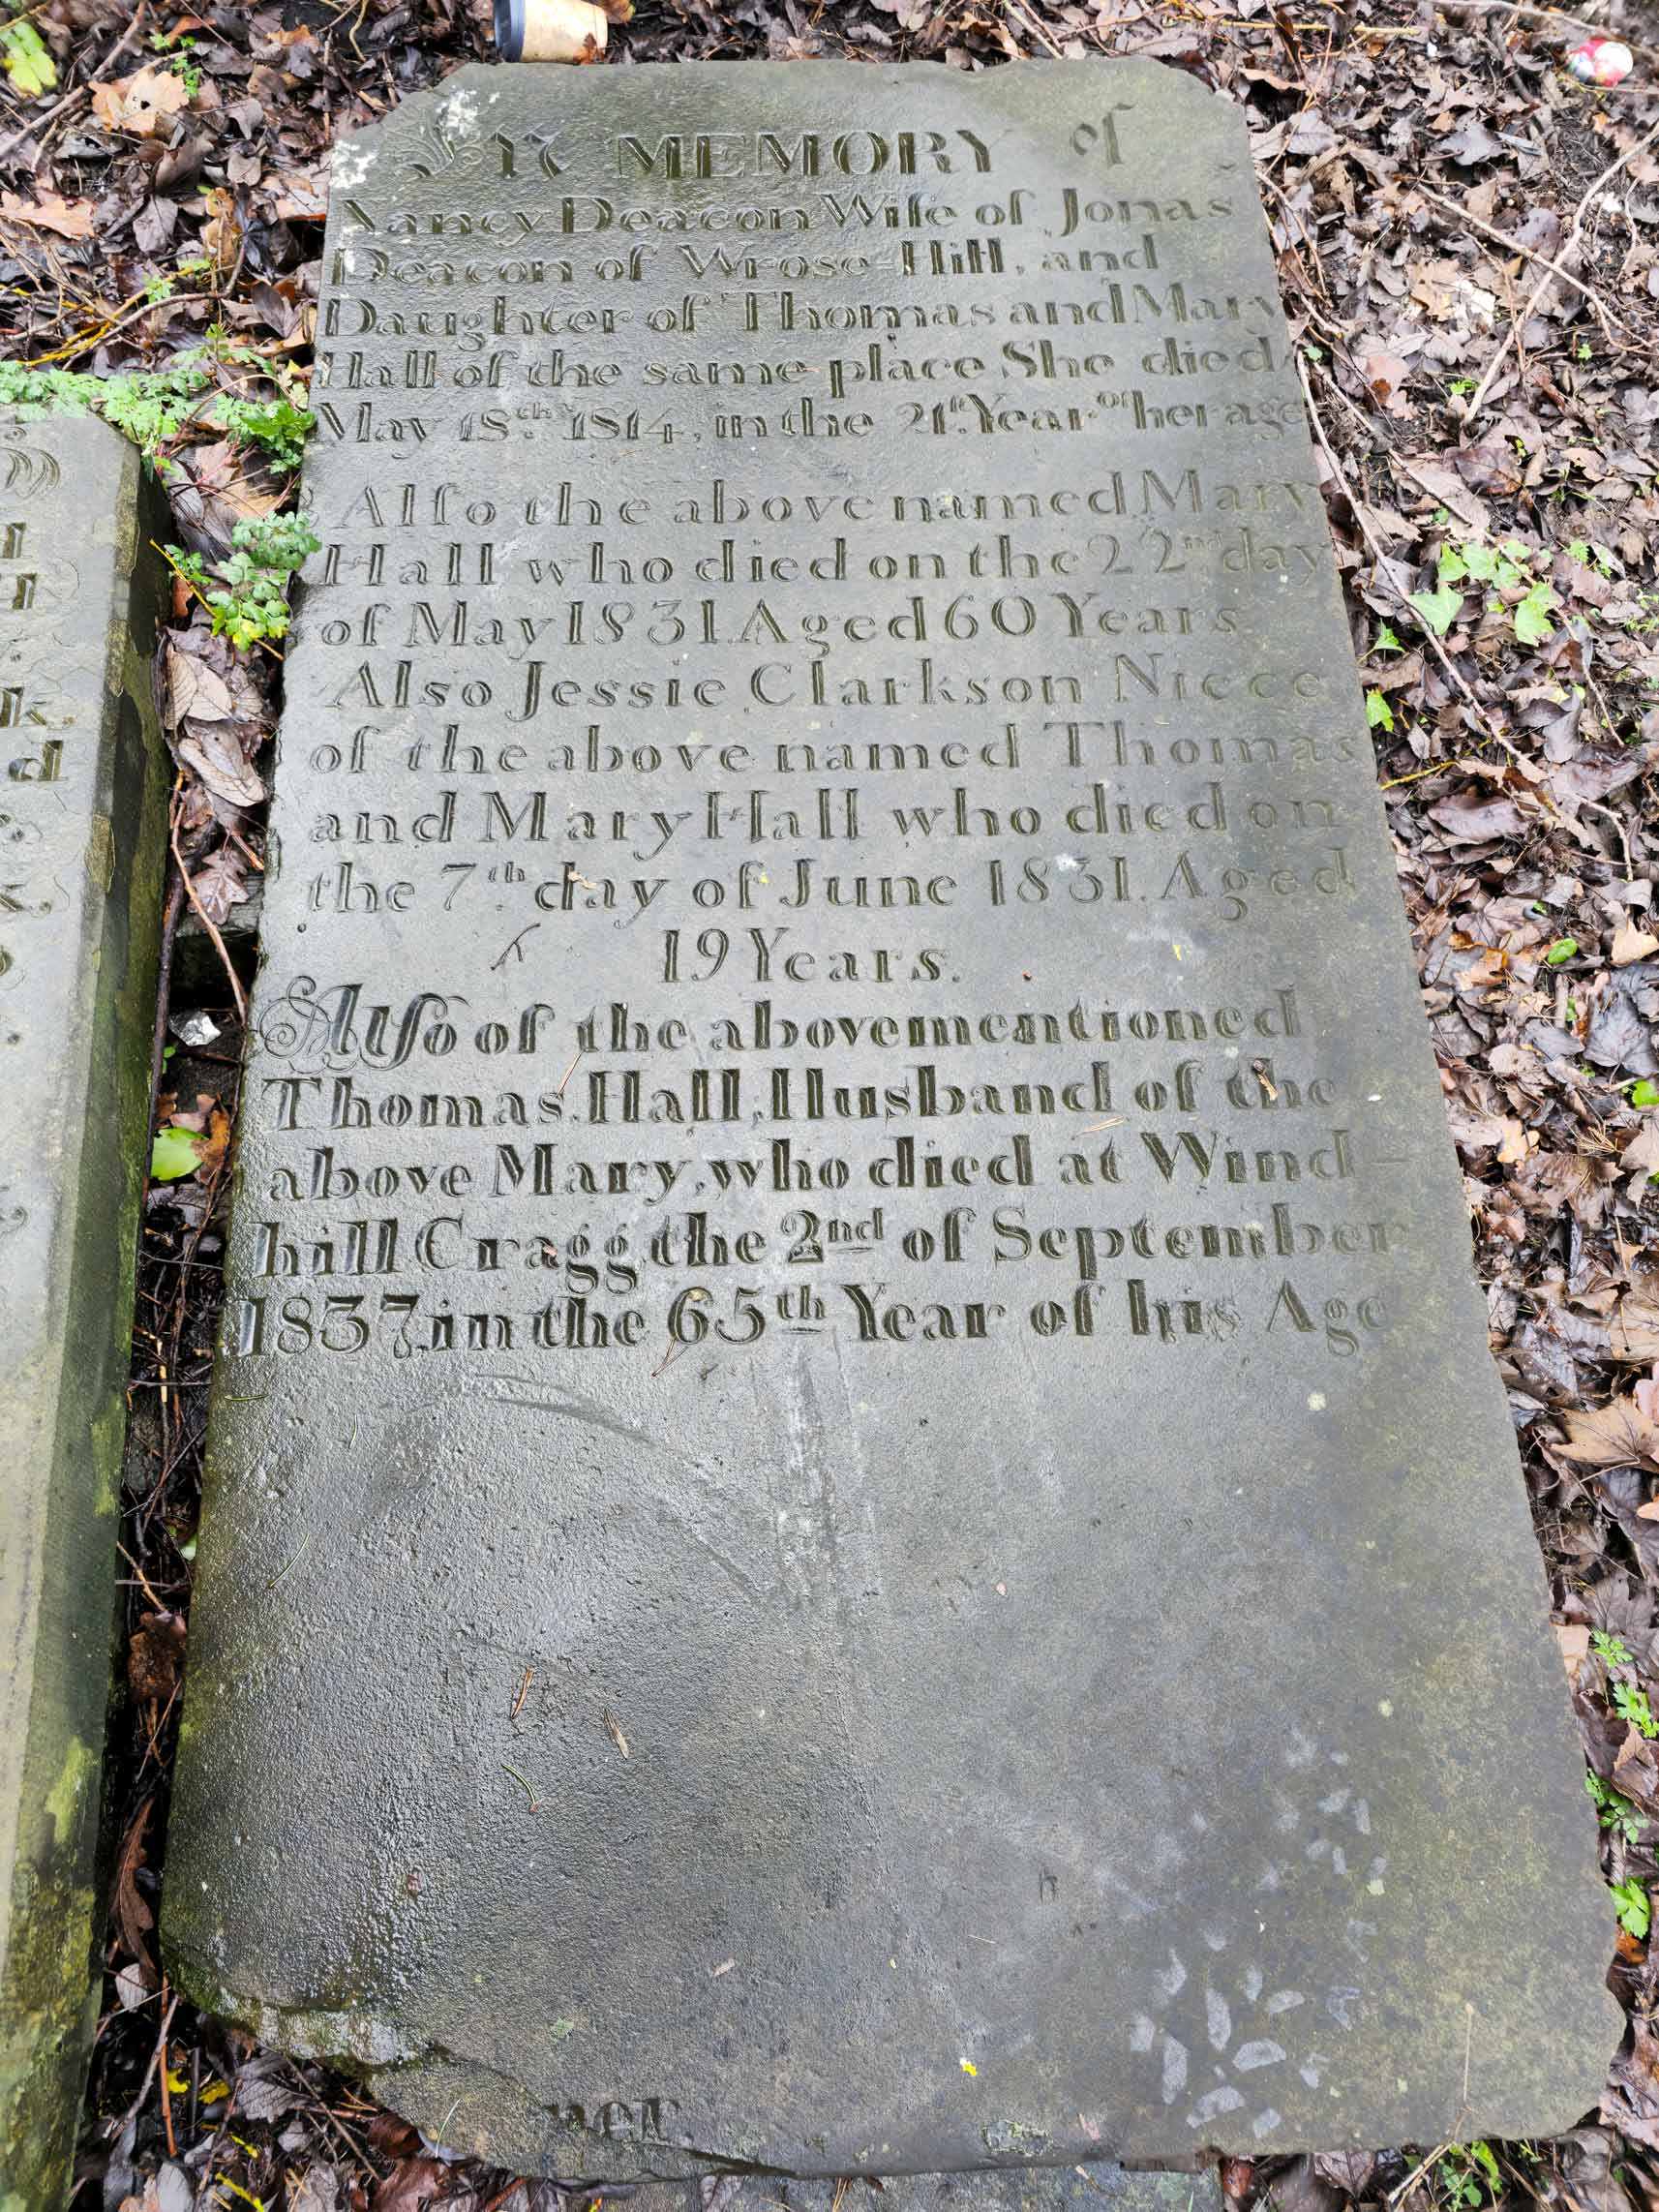 In MEMORY of
Nancy Deacon Wife of Jonas
Deacon of Wrose-Hill, and
Daughter of Thomas and Mary
Hall of the same place She died
May 18th 1814, in the 21st Year of her age
Alſo the above named Mary
Hall who died on the 22nd day
of May 1831. Aged 60 Years
Also Jessie Clarkson Niece
of the above named Thomas
and Mary Hall who died on
the 7th day of June 1831. Aged
19 Years.
Alſo of the abovementioned
Thomas Hall, Husband of the
above Mary, who died at Wind-
hill Cragg, the 2nd of September
1837, in the 65th Year of his Age